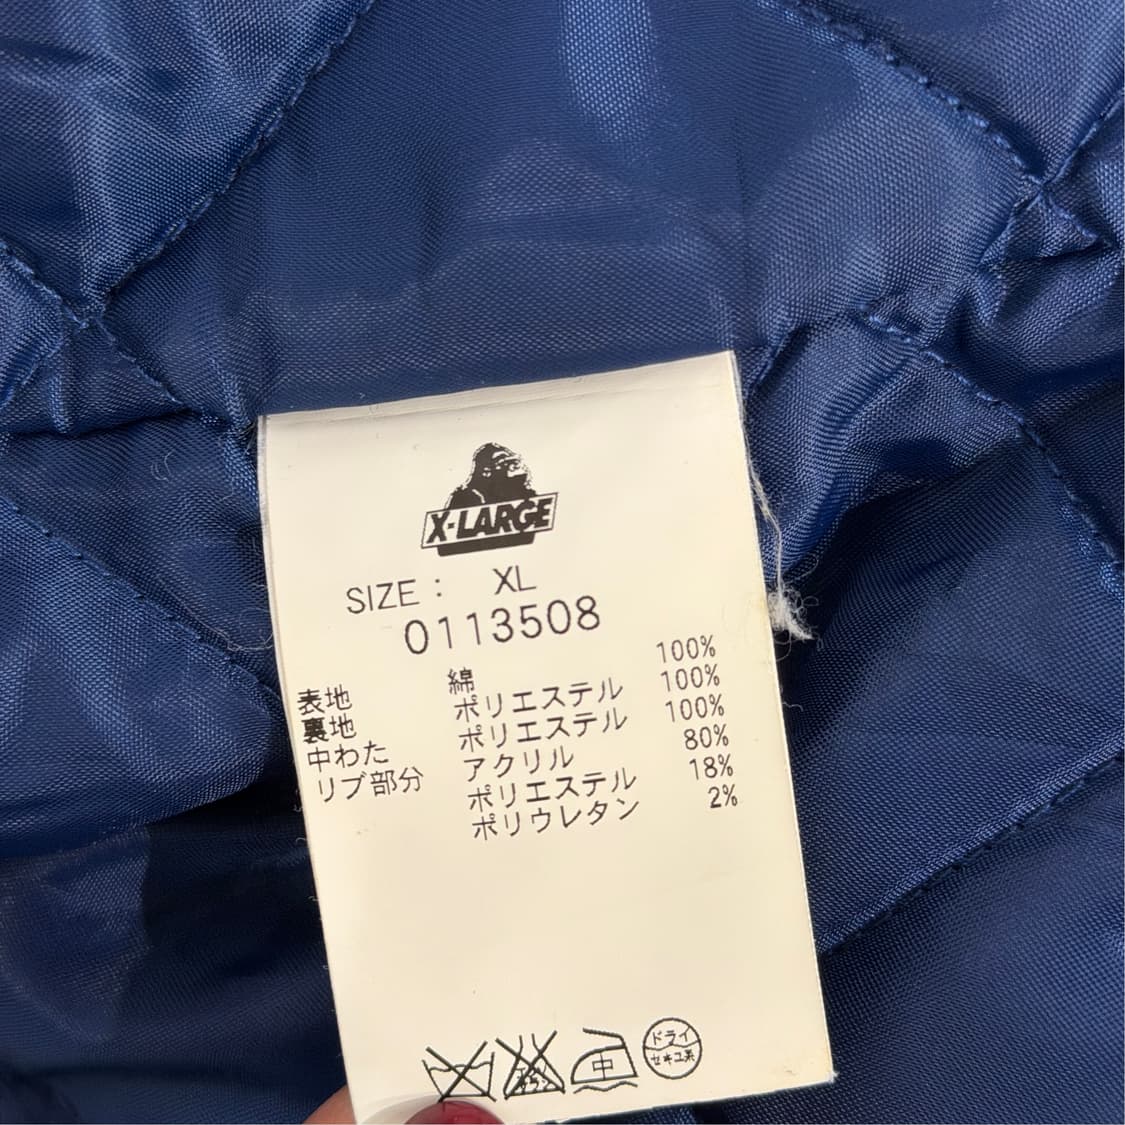 X-LARGE
SIZE : XL
0113508
表地 綿 100%
裏地 ポリエステル 100%
中わた ポリエステル 100%
リブ部分 アクリル 80%
ポリエステル 18%
ポリウレタン 2%
中 ドライ
セキユ系